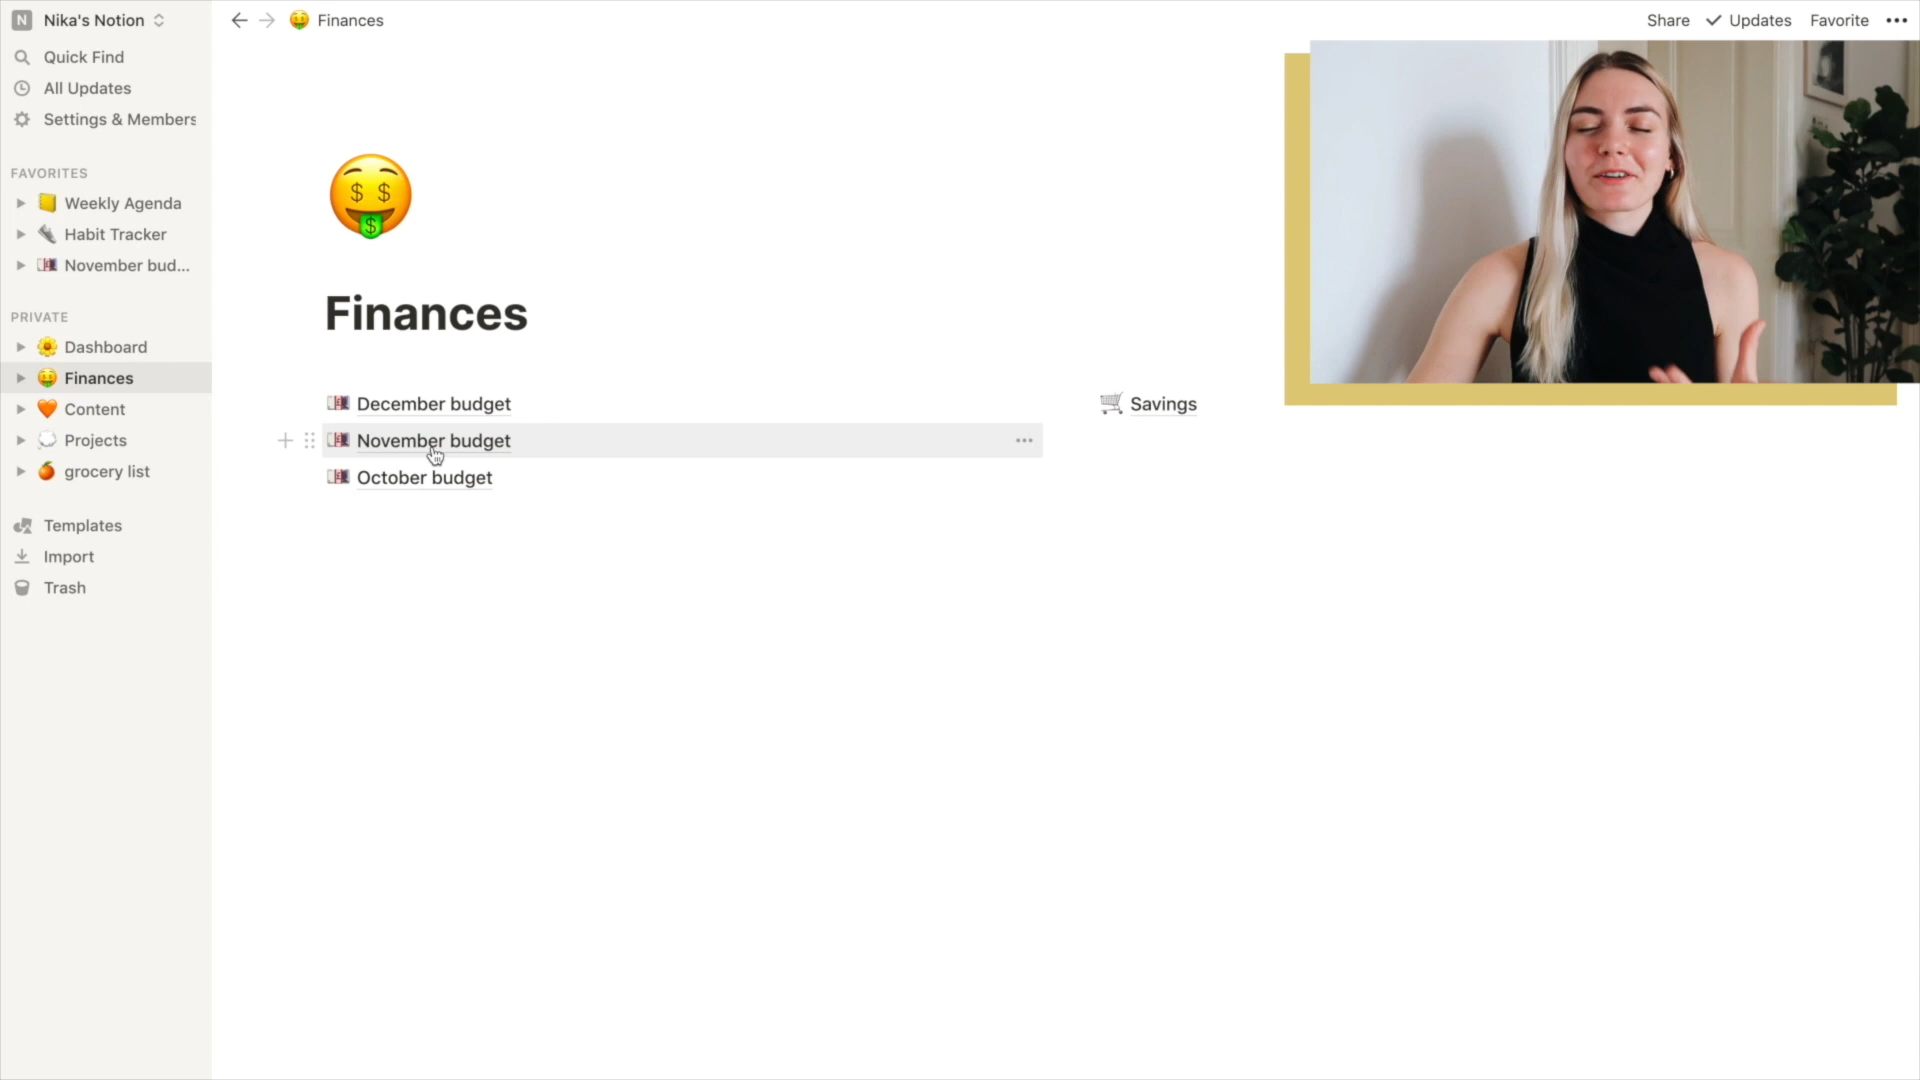 N Nika's Notion
Finances
Share
Updates
Favorite
Quick Find
All Updates
Settings & Members
FAVORITES
Weekly Agenda
Habit Tracker
November bud...
PRIVATE
Dashboard
Finances
Content
Projects
grocery list
Templates
Import
Trash
Finances
December budget
November budget
October budget
Savings